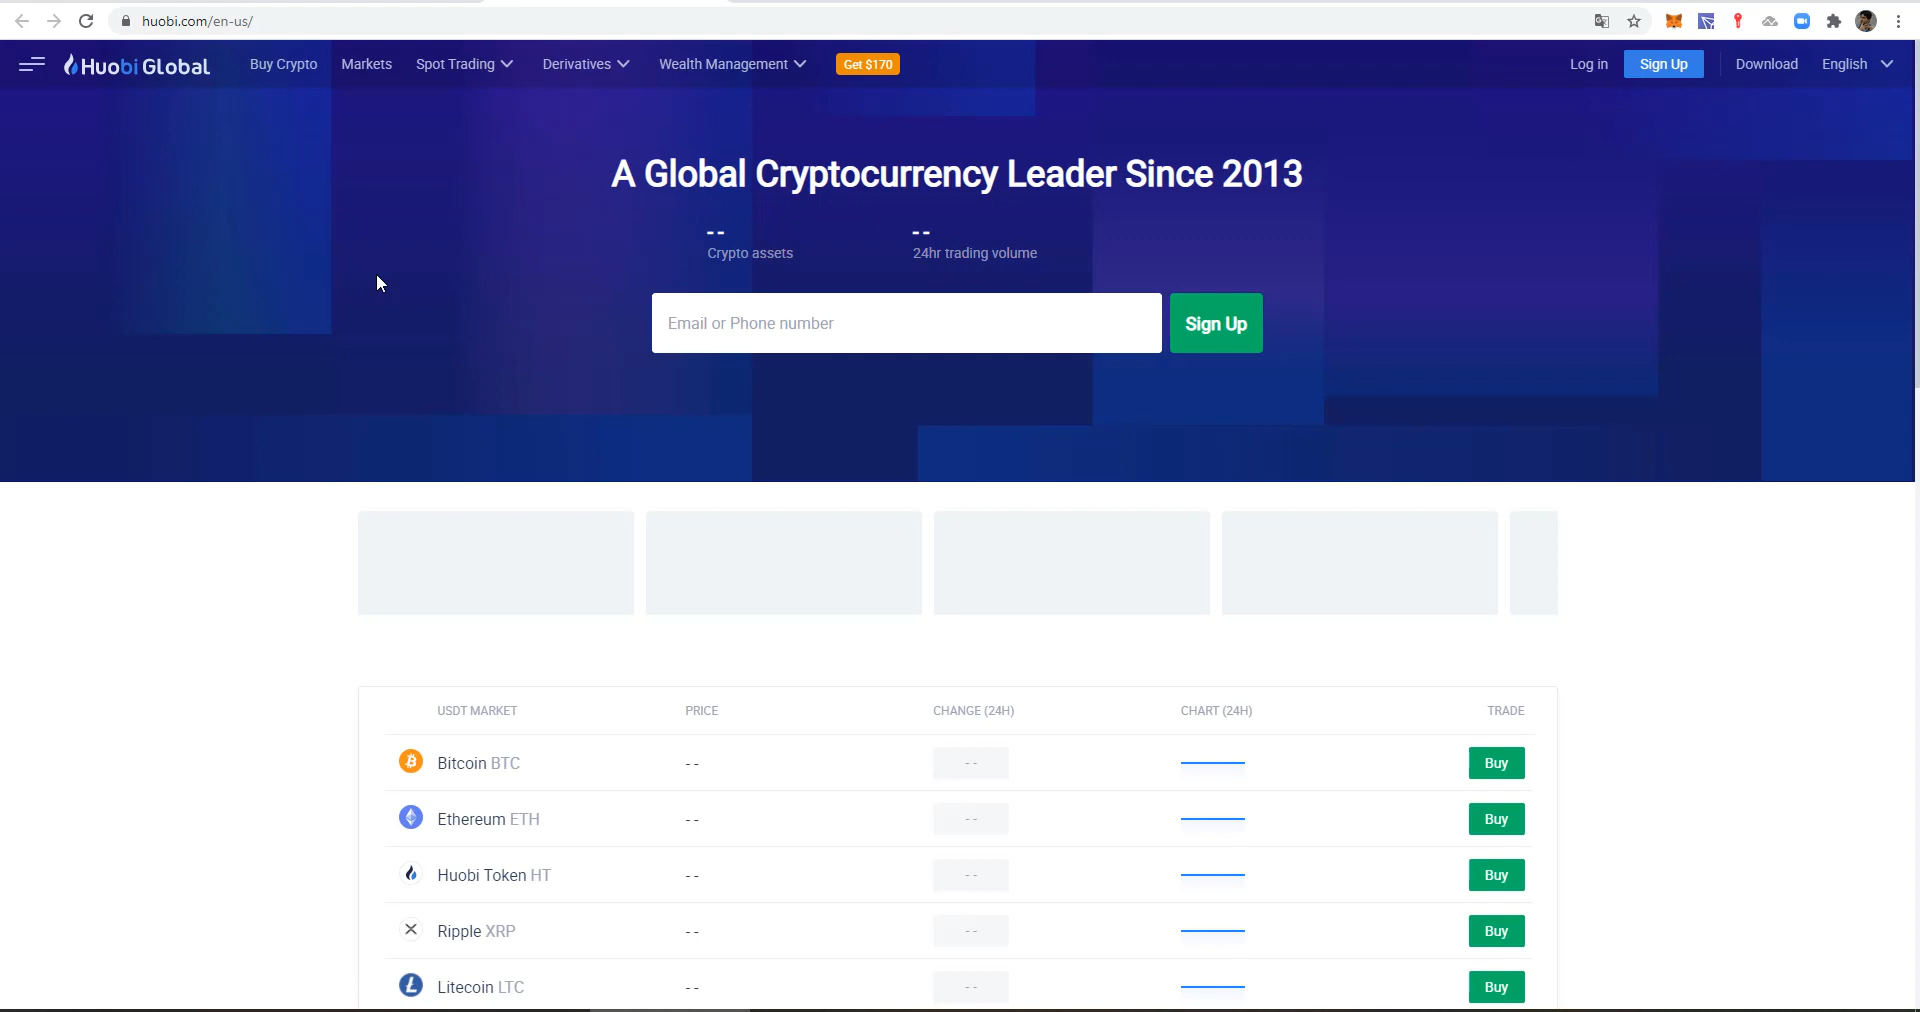 huobi.com/en-us/
Huobi Global
Buy Crypto Markets Spot Trading Derivatives Wealth Management Get $170 Log in Sign Up Download English
A Global Cryptocurrency Leader Since 2013
-- --
Crypto assets 24hr trading volume
Email or Phone number Sign Up
USDT MARKET PRICE CHANGE (24H) CHART (24H) TRADE
Bitcoin BTC -- -- Buy
Ethereum ETH -- -- Buy
Huobi Token HT -- -- Buy
Ripple XRP -- -- Buy
Litecoin LTC -- -- Buy